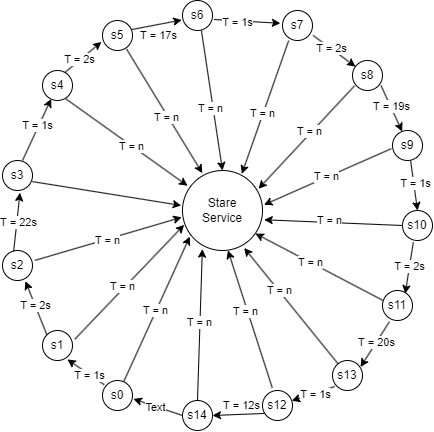 s6
T = 1s
s7
s5
T = 17s
T = 2s
T = 2s
s8
s4
T = 19s
T = n
T = n
T = n
T = 1s
T = n
T = n
s9
s3
T = n
T = 1s
Stare
Service
T = 22s
T = n
s10
T = n
s2
T = n
T = 2s
T = n
T = n
T = 2s
s11
T = n
T = n
T = n
T = 20s
s1
T = 1s
s13
s0
T = 1s
Text
s14
T = 12s
s12